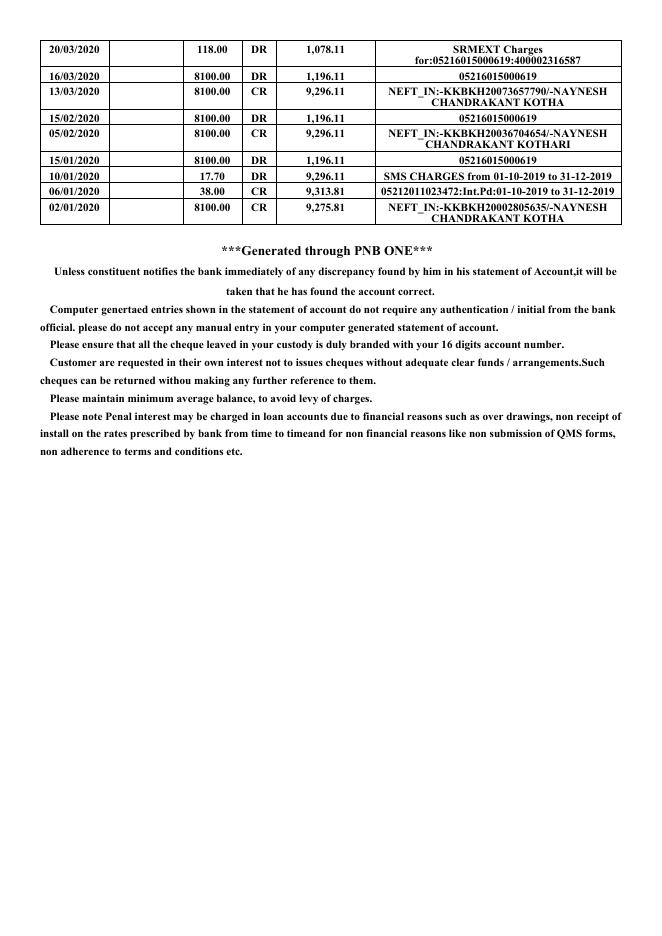 20/03/2020 118.00 DR 1,078.11 SRMEXT Charges
for:05216015000619:400002316587
16/03/2020 8100.00 DR 1,196.11 05216015000619
13/03/2020 8100.00 CR 9,296.11 NEFT_IN:-KKBKH20073657790/-NAYNESH
CHANDRAKANT KOTHA
15/02/2020 8100.00 DR 1,196.11 05216015000619
05/02/2020 8100.00 CR 9,296.11 NEFT_IN:-KKBKH20036704654/-NAYNESH
CHANDRAKANT KOTHARI
15/01/2020 8100.00 DR 1,196.11 05216015000619
10/01/2020 17.70 DR 9,296.11 SMS CHARGES from 01-10-2019 to 31-12-2019
06/01/2020 38.00 CR 9,313.81 05212011023472:Int.Pd:01-10-2019 to 31-12-2019
02/01/2020 8100.00 CR 9,275.81 NEFT_IN:-KKBKH20002805635/-NAYNESH
CHANDRAKANT KOTHA
***Generated through PNB ONE***
Unless constituent notifies the bank immediately of any discrepancy found by him in his statement of Account,it will be
taken that he has found the account correct.
Computer genertaed entries shown in the statement of account do not require any authentication / initial from the bank
official. please do not accept any manual entry in your computer generated statement of account.
Please ensure that all the cheque leaved in your custody is duly branded with your 16 digits account number.
Customer are requested in their own interest not to issues cheques without adequate clear funds / arrangements.Such
cheques can be returned withou making any further reference to them.
Please maintain minimum average balance, to avoid levy of charges.
Please note Penal interest may be charged in loan accounts due to financial reasons such as over drawings, non receipt of
install on the rates prescribed by bank from time to timeand for non financial reasons like non submission of QMS forms,
non adherence to terms and conditions etc.